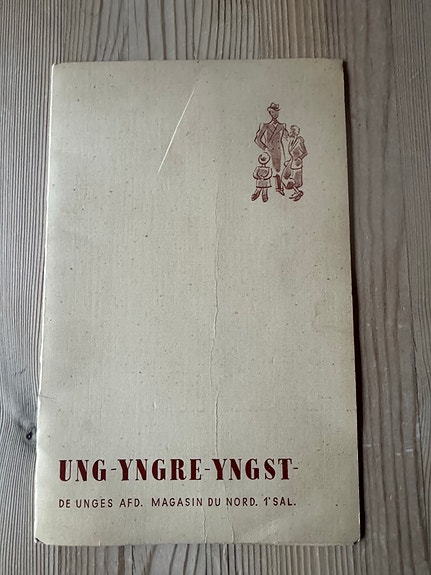 UNG-YNGRE-YNGST-
DE UNGES AFD. MAGASIN DU NORD. 1' SAL.